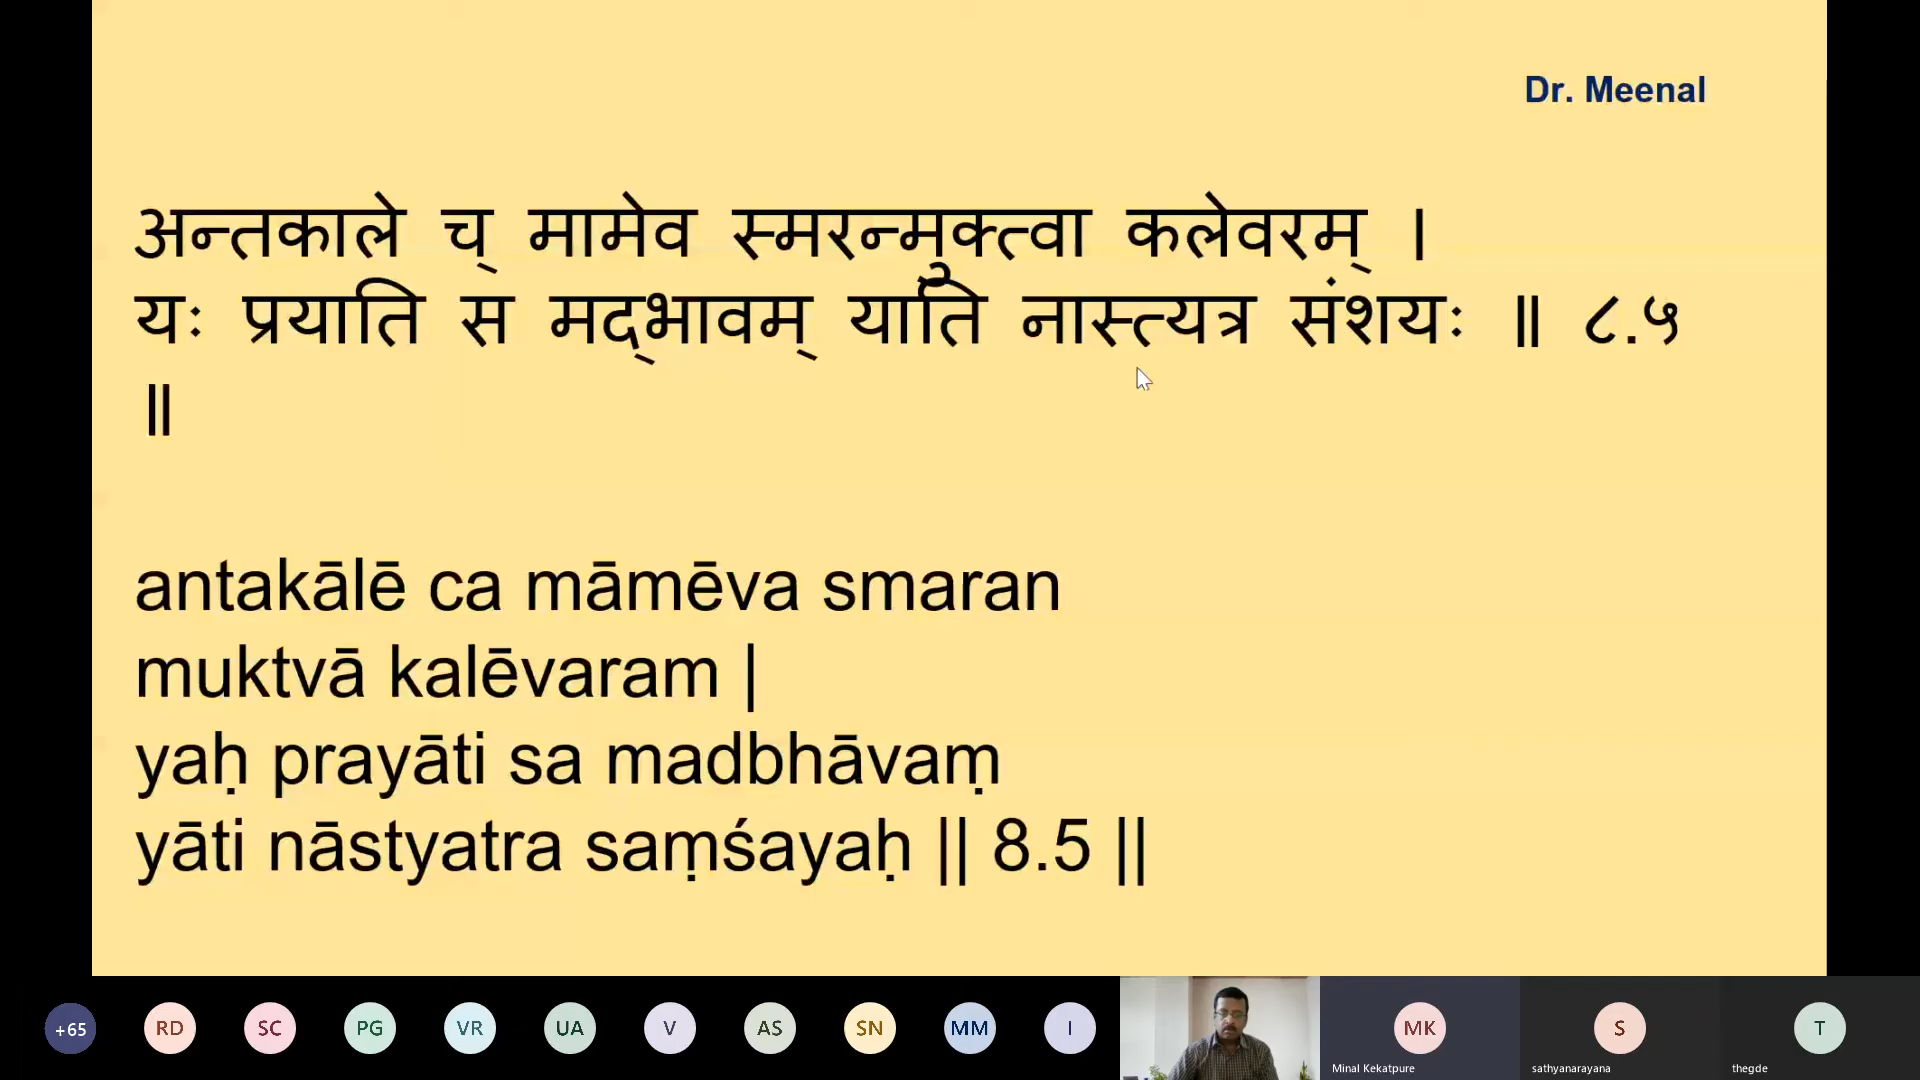 Dr. Meenal
अन्तकाले च् मामेव स्मरन्मुक्त्वा कलेवरम् ।
यः प्रयाति स मद्‌भावम् याति नास्त्यत्र संशयः ॥ ८.५
॥
antakālē ca māmēva smaran
muktvā kalēvaram |
yaḥ prayāti sa madbhāvaṃ
yāti nāstyatra saṃśayaḥ || 8.5 ||
+65 RD SC PG VR UA V AS SN MM I MK S T
Minal Kekatpure sathyanarayana thegde